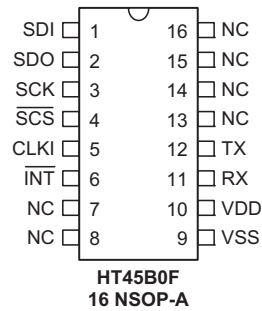 SDI 1 16 NC
SDO 2 15 NC
SCK 3 14 NC
SCS 4 13 NC
CLKI 5 12 TX
INT 6 11 RX
NC 7 10 VDD
NC 8 9 VSS
HT45B0F
16 NSOP-A